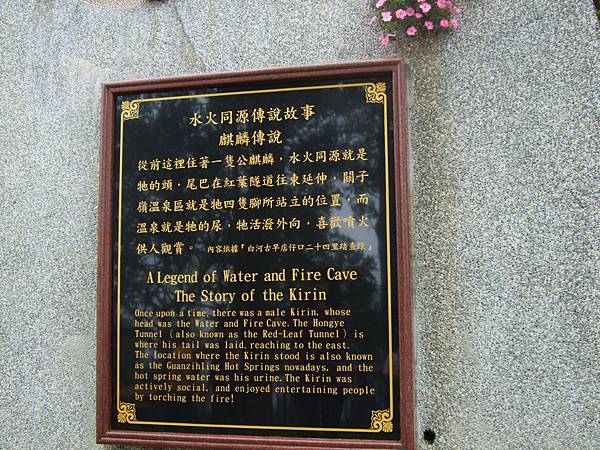 水火同源傳說故事
麒麟傳說
從前這裡住著一隻公麒麟，水火同源就是
牠的頭，尾巴在紅葉隧道往東延伸，關子
嶺溫泉區就是牠四隻腳所站立的位置，而
溫泉就是牠的尿，牠活潑外向，喜歡噴火
供人觀賞。 內容依據『白河古早店仔口二十四里踏查錄』
A Legend of Water and Fire Cave
The Story of the Kirin
Once upon a time, there was a male Kirin, whose
head was the Water and Fire Cave. The Hongye
Tunnel (also known as the Red-Leaf Tunnel) is
where his tail was laid, reaching to the east.
The location where the Kirin stood is also known
as the Guanzihling Hot Springs nowadays, and the
hot spring water was his urine. The Kirin was
actively social, and enjoyed entertaining people
by torching the fire!